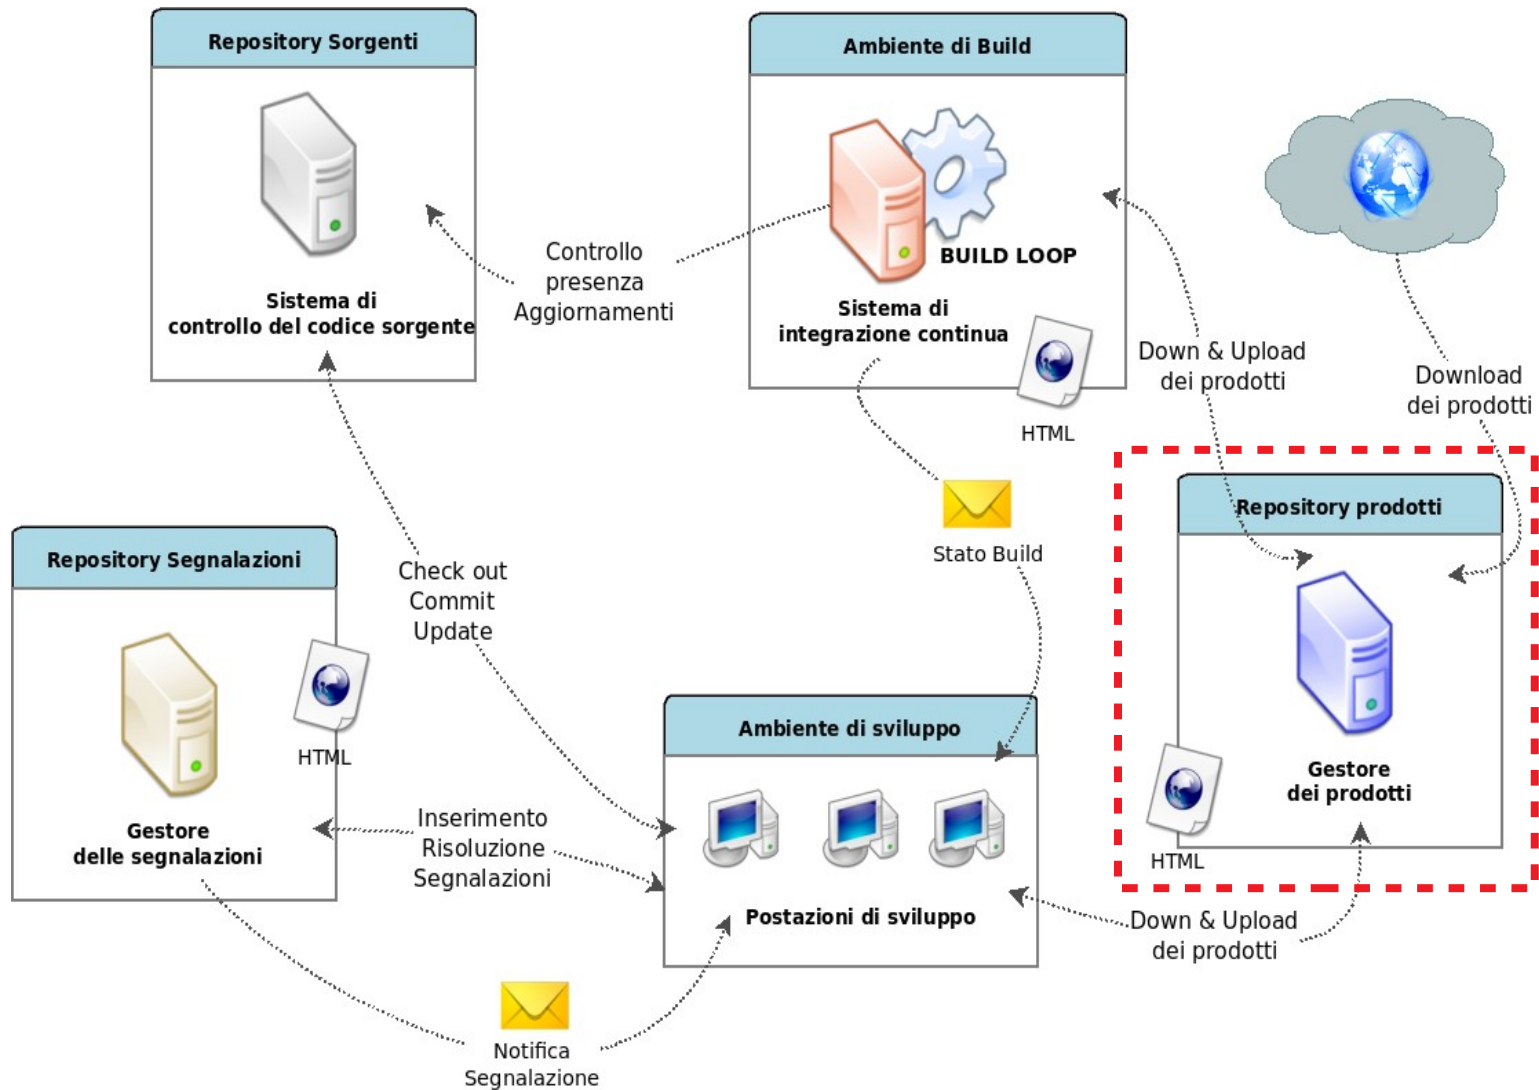 Repository Sorgenti
Sistema di
controllo del codice sorgente
Controllo
presenza
Aggiornamenti
Ambiente di Build
BUILD LOOP
Sistema di
integrazione continua
HTML
Down & Upload
dei prodotti
Download
dei prodotti
Stato Build
Repository prodotti
Gestore
dei prodotti
HTML
Repository Segnalazioni
HTML
Gestore
delle segnalazioni
Check out
Commit
Update
Inserimento
Risoluzione
Segnalazioni
Ambiente di sviluppo
Postazioni di sviluppo
Down & Upload
dei prodotti
Notifica
Segnalazione